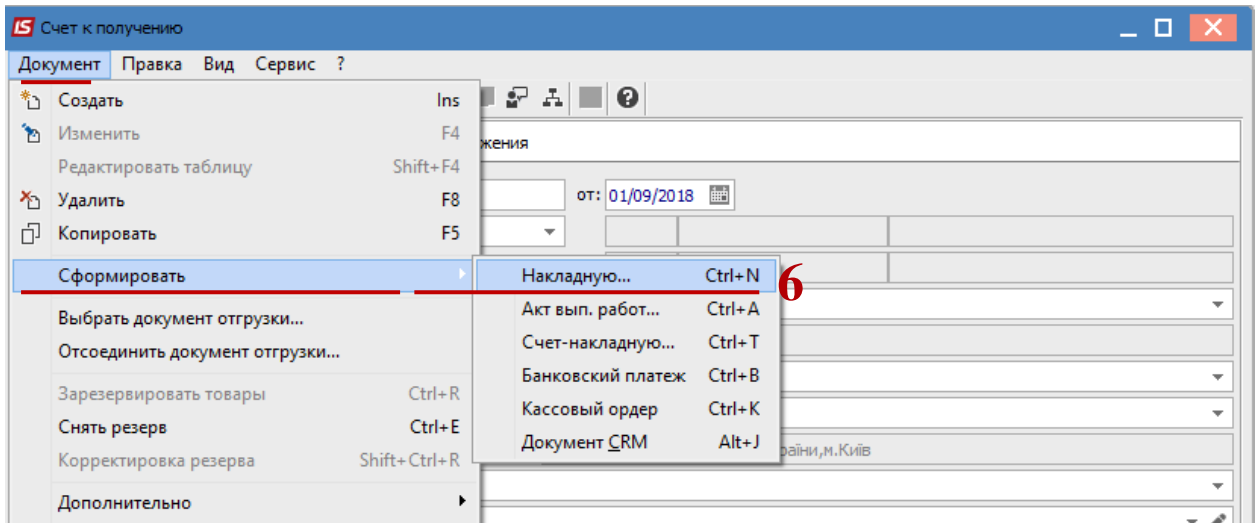 IS Счет к получению
Документ Правка Вид Сервис ?
Создать Ins
Изменить F4
Редактировать таблицу Shift+F4
Удалить F8
Копировать F5
Сформировать
Выбрать документ отгрузки...
Отсоединить документ отгрузки...
Зарезервировать товары Ctrl+R
Снять резерв Ctrl+E
Корректировка резерва Shift+Ctrl+R
Дополнительно
Накладную... Ctrl+N
Акт вып. работ... Ctrl+A
Счет-накладную... Ctrl+T
Банковский платеж Ctrl+B
Кассовый ордер Ctrl+K
Документ CRM Alt+J
6
жения
от: 01/09/2018
раїни,м.Київ